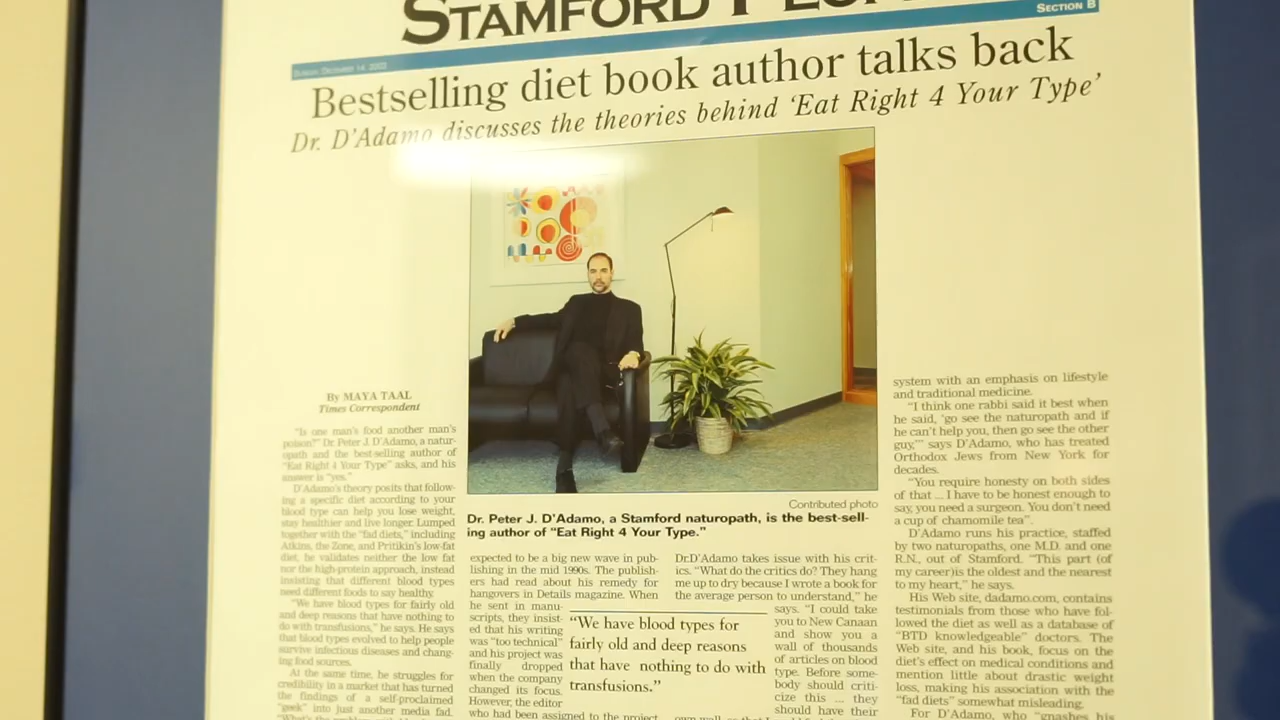 STAMFORD
SECTION B
SUNDAY, DECEMBER 14, 2003
Bestselling diet book author talks back
Dr. D'Adamo discusses the theories behind 'Eat Right 4 Your Type'
By MAYA TAAL
Times Correspondent
"Is one man's food another man's
poison?" Dr. Peter J. D'Adamo, a natur-
opath and the best-selling author of
"Eat Right 4 Your Type" asks, and his
answer is "yes."
D'Adamo's theory posits that follow-
ing a specific diet according to your
blood type can help you lose weight,
stay healthier and live longer. Lumped
together with the "fad diets," including
Atkins, the Zone, and Pritikin's low-fat
diet, he validates neither the low fat
nor the high-protein approach, instead
insisting that different blood types
need different foods to say healthy.
"We have blood types for fairly old
and deep reasons that have nothing to
do with transfusions," he says. He says
that blood types evolved to help people
survive infectious diseases and chang-
ing food sources.
At the same time, he struggles for
credibility in a market that has turned
the findings of a self-proclaimed
"geek" into just another media fad.
"What's the problem with
Contributed photo
Dr. Peter J. D'Adamo, a Stamford naturopath, is the best-sell-
ing author of "Eat Right 4 Your Type."
expected to be a big new wave in pub-
lishing in the mid 1990s. The publish-
ers had read about his remedy for
hangovers in Details magazine. When
he sent in manu-
scripts, they insist-
ed that his writing
was "too technical"
and his project was
finally dropped
when the company
changed its focus.
However, the editor
who had been assigned to the project
"We have blood types for
fairly old and deep reasons
that have nothing to do with
transfusions."
Dr.D'Adamo takes issue with his crit-
ics. "What do the critics do? They hang
me up to dry because I wrote a book for
the average person to understand," he
says. "I could take
you to New Canaan
and show you a
wall of thousands
of articles on blood
type. Before some-
body should criti-
cize this ... they
should have their
own wall, so that I
system with an emphasis on lifestyle
and traditional medicine.
"I think one rabbi said it best when
he said, 'go see the naturopath and if
he can't help you, then go see the other
guy,'" says D'Adamo, who has treated
Orthodox Jews from New York for
decades.
"You require honesty on both sides
of that ... I have to be honest enough to
say, you need a surgeon. You don't need
a cup of chamomile tea".
D'Adamo runs his practice, staffed
by two naturopaths, one M.D. and one
R.N., out of Stamford. "This part (of
my career)is the oldest and the nearest
to my heart," he says.
His Web site, dadamo.com, contains
testimonials from those who have fol-
lowed the diet as well as a database of
"BTD knowledgeable" doctors. The
Web site, and his book, focus on the
diet's effect on medical conditions and
mention little about drastic weight
loss, making his association with the
"fad diets" somewhat misleading.
For D'Adamo, who "gnashes his